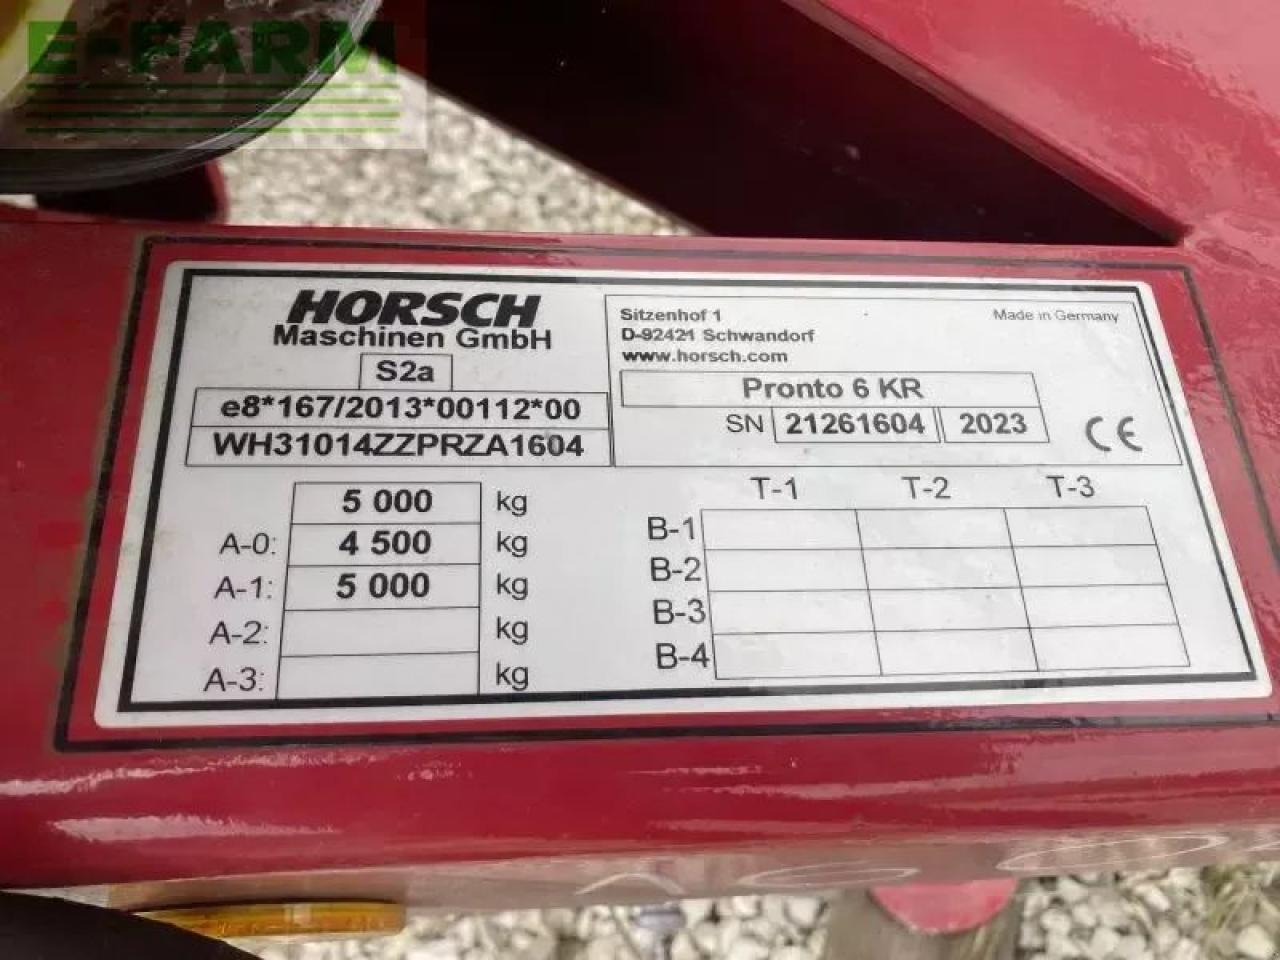 E-FARM
HORSCH
Maschinen GmbH
S2a
e8*167/2013*00112*00
WH31014ZZPRZA1604
Sitzenhof 1
D-92421 Schwandorf
www.horsch.com
Made in Germany
Pronto 6 KR
SN 21261604 2023
CE
5 000 kg
A-0: 4 500 kg
A-1: 5 000 kg
A-2: kg
A-3: kg
T-1 T-2 T-3
B-1
B-2
B-3
B-4